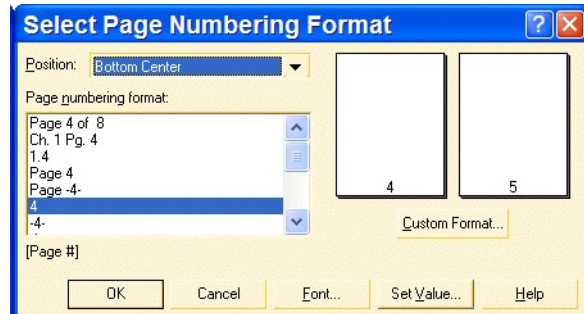 Select Page Numbering Format
Position: Bottom Center
Page numbering format:
Page 4 of 8
Ch. 1 Pg. 4
1.4
Page 4
Page -4-
4
-4-
[Page #]
4 5
Custom Format...
OK Cancel Font... Set Value... Help